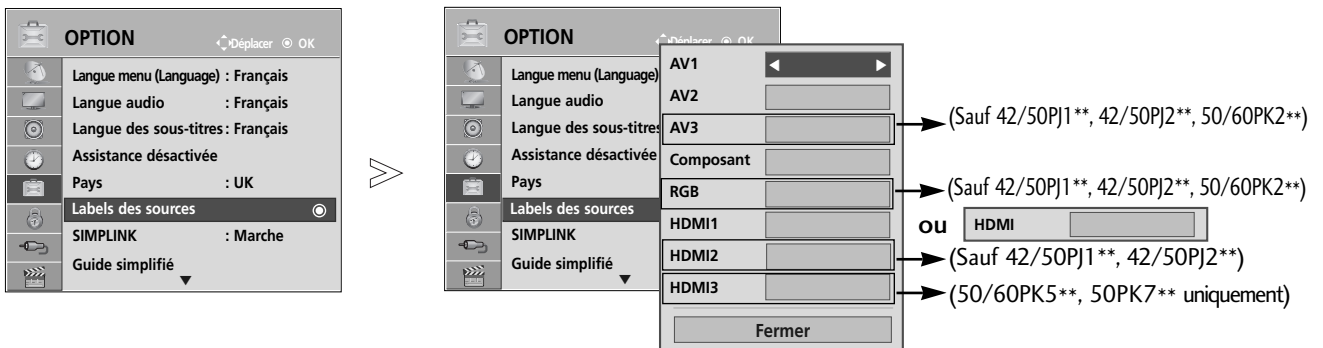 OPTION
Déplacer OK
Langue menu (Language) : Français
Langue audio : Français
Langue des sous-titres : Français
Assistance désactivée
Pays : UK
Labels des sources
SIMPLINK : Marche
Guide simplifié
OPTION
Déplacer OK
Langue menu (Language)
Langue audio
Langue des sous-titres
Assistance désactivée
Pays
Labels des sources
SIMPLINK
Guide simplifié
AV1
AV2
AV3
Composant
RGB
HDMI1
HDMI2
HDMI3
Fermer
(Sauf 42/50PJ1**, 42/50PJ2**, 50/60PK2**)
(Sauf 42/50PJ1**, 42/50PJ2**, 50/60PK2**)
ou HDMI
(Sauf 42/50PJ1**, 42/50PJ2**)
(50/60PK5**, 50PK7** uniquement)